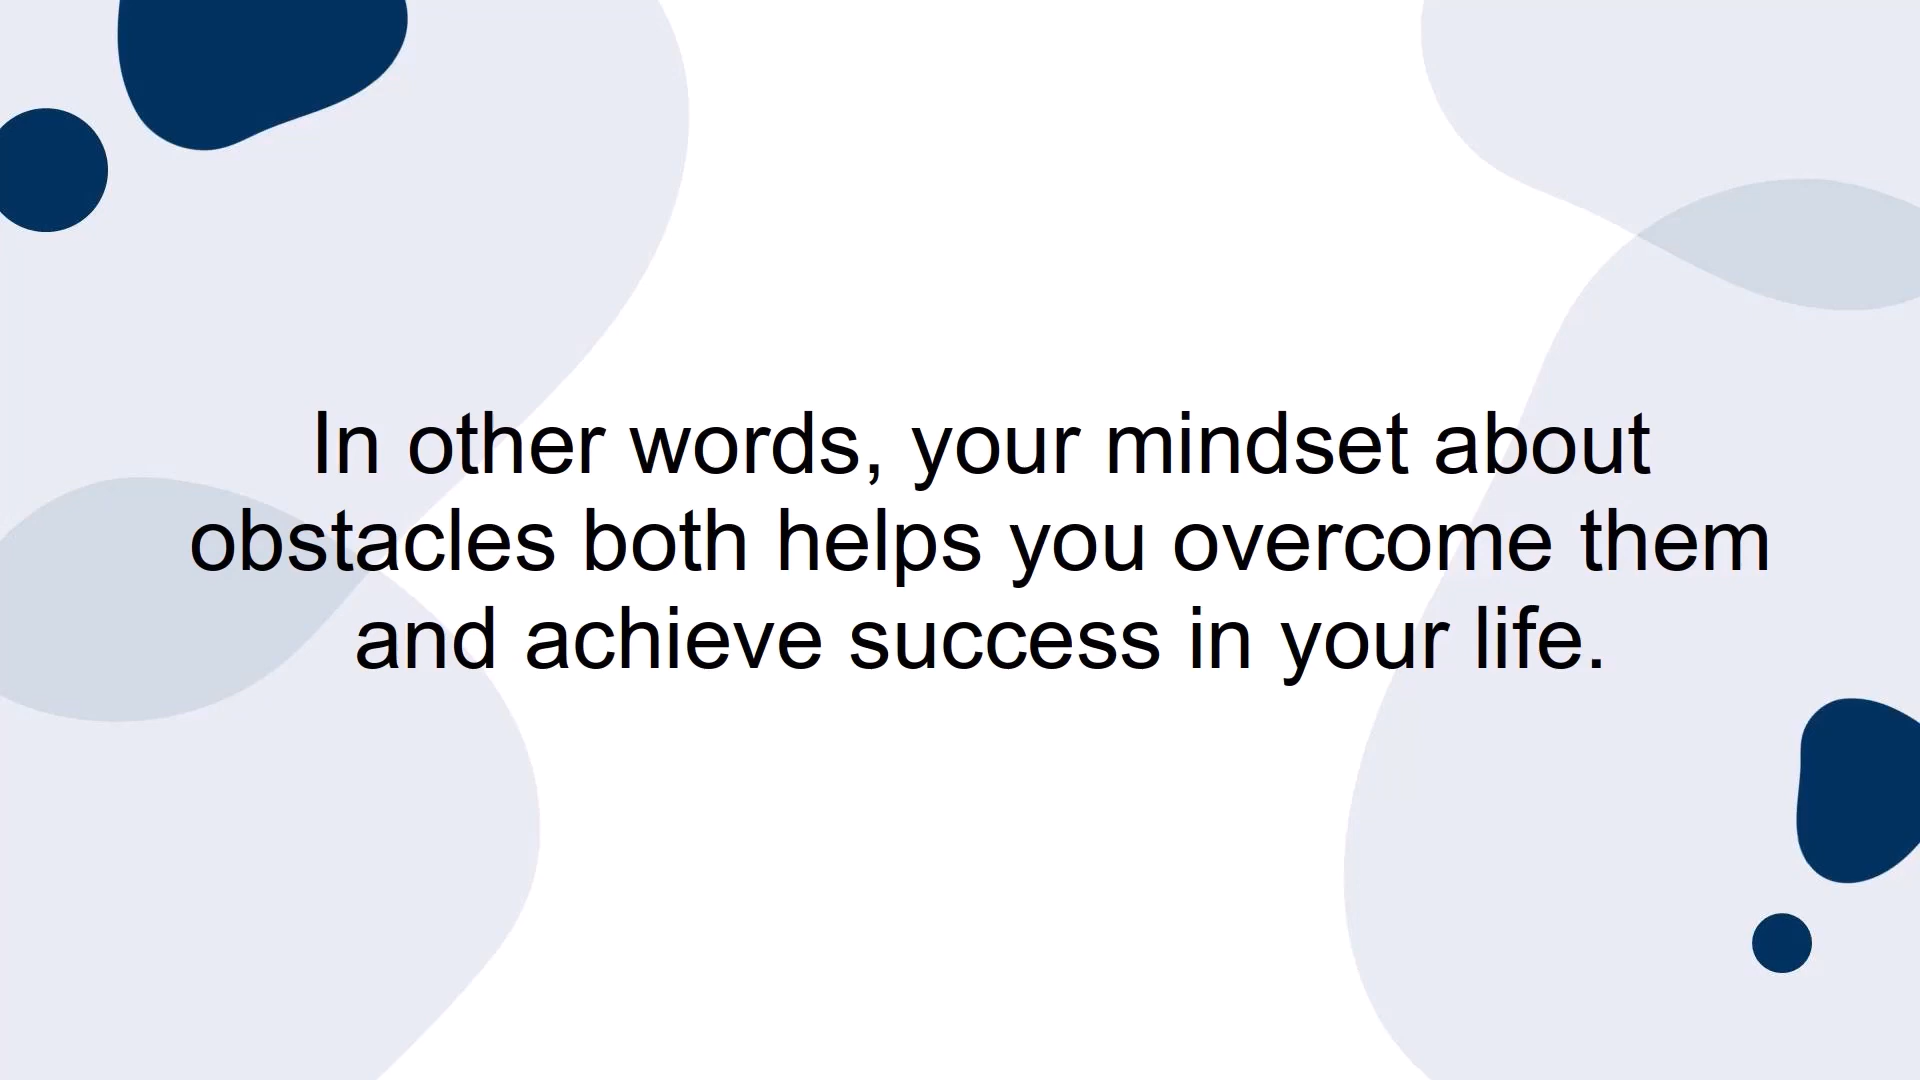 In other words, your mindset about
obstacles both helps you overcome them
and achieve success in your life.